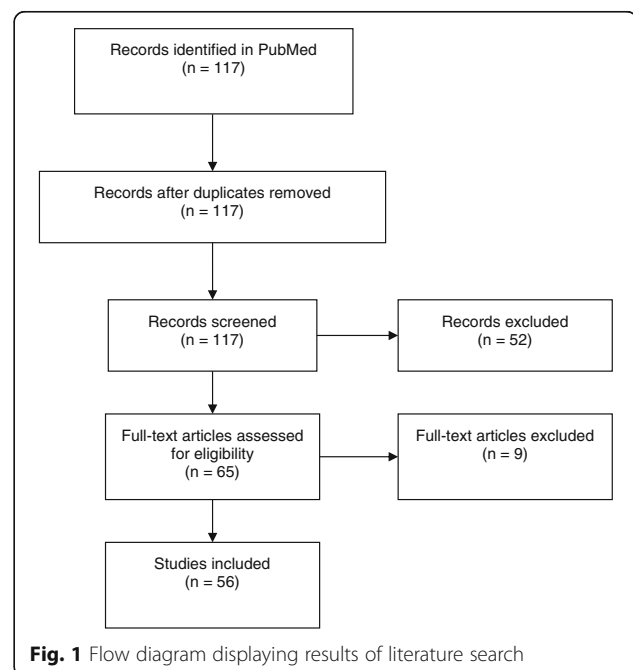 Records identified in PubMed
(n = 117)
Records after duplicates removed
(n = 117)
Records screened
(n = 117)
Records excluded
(n = 52)
Full-text articles assessed
for eligibility
(n = 65)
Full-text articles excluded
(n = 9)
Studies included
(n = 56)
Fig. 1 Flow diagram displaying results of literature search